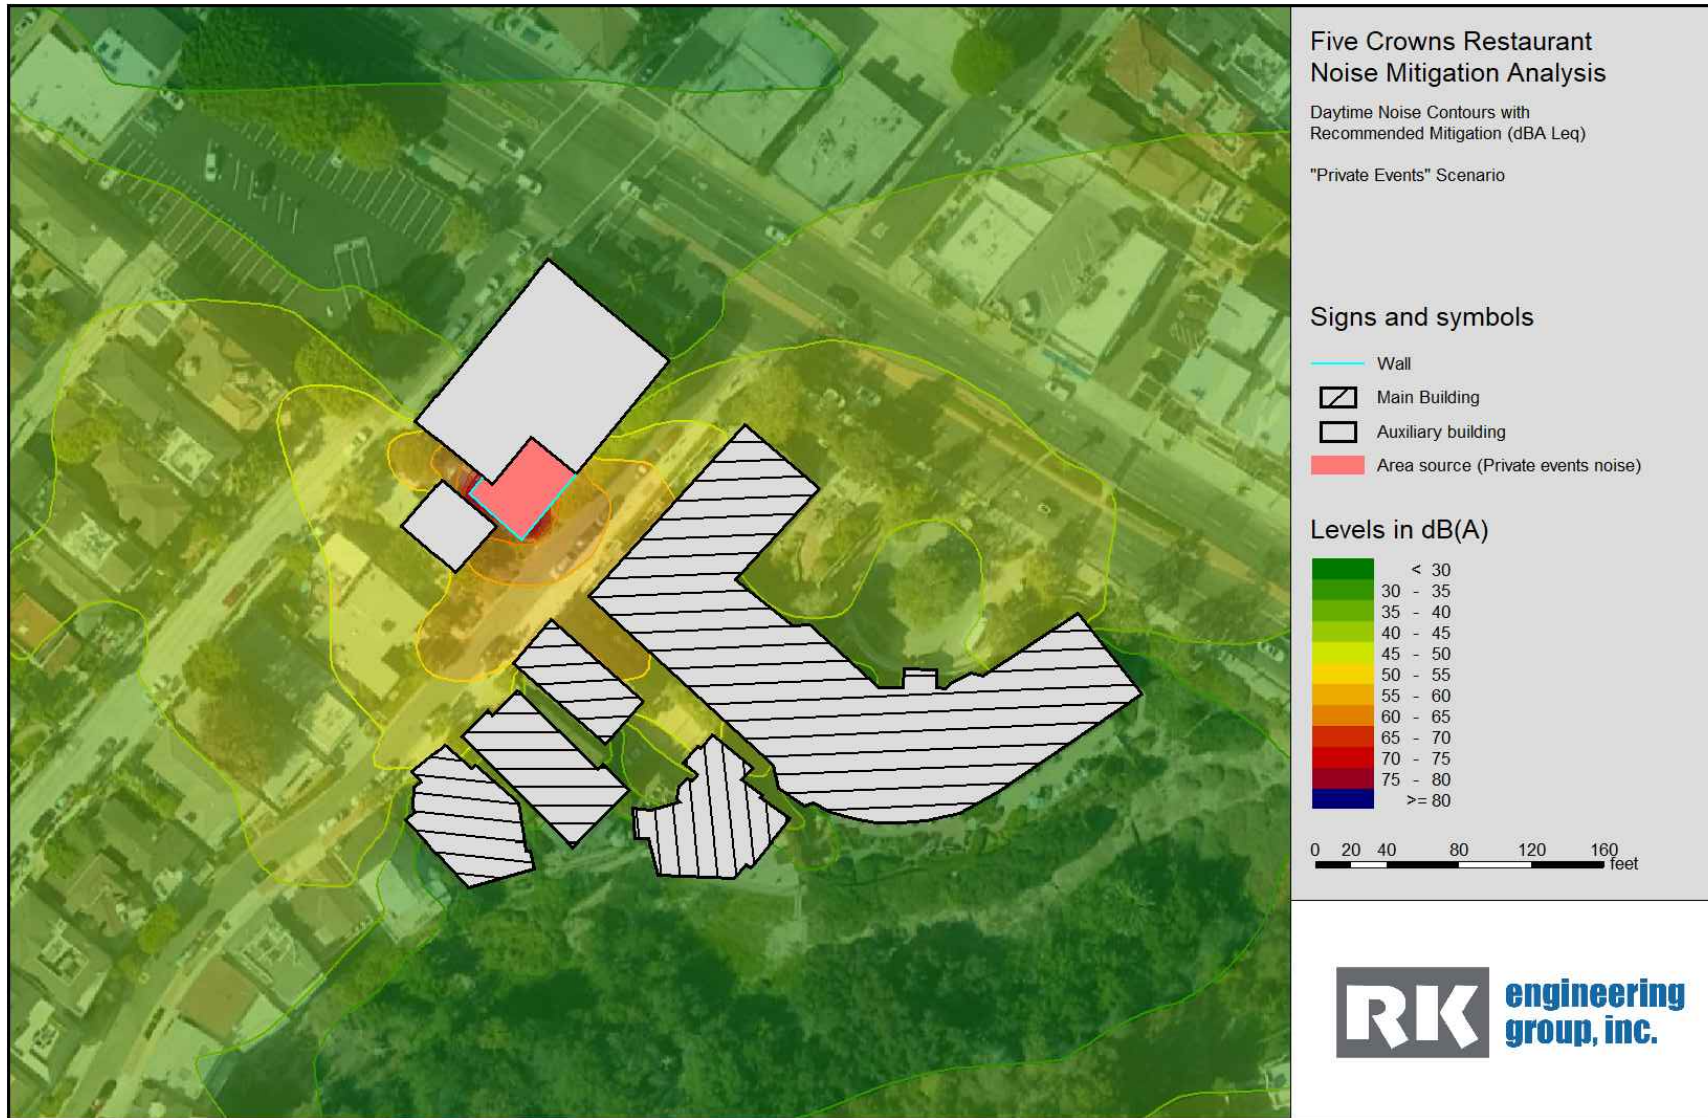 Five Crowns Restaurant
Noise Mitigation Analysis
Daytime Noise Contours with
Recommended Mitigation (dBA Leq)
"Private Events" Scenario
Signs and symbols
Wall
Main Building
Auxiliary building
Area source (Private events noise)
Levels in dB(A)
< 30
30 - 35
35 - 40
40 - 45
45 - 50
50 - 55
55 - 60
60 - 65
65 - 70
70 - 75
75 - 80
>= 80
0 20 40 80 120 160
feet
RK engineering
group, inc.